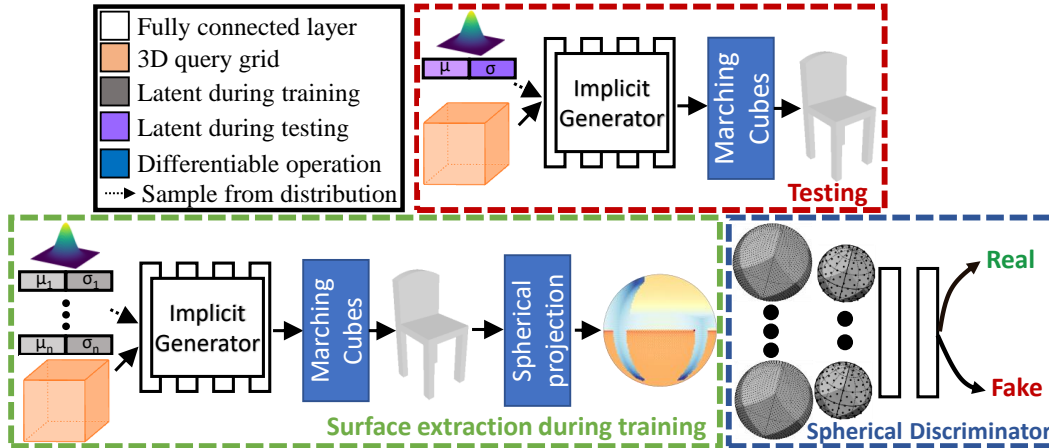 Fully connected layer
3D query grid
Latent during training
Latent during testing
Differentiable operation
Sample from distribution
μ σ
Implicit
Generator
Marching
Cubes
Testing
μ1 σ1
μn σn
Implicit
Generator
Marching
Cubes
Spherical
projection
Surface extraction during training
Real
Fake
Spherical Discriminator